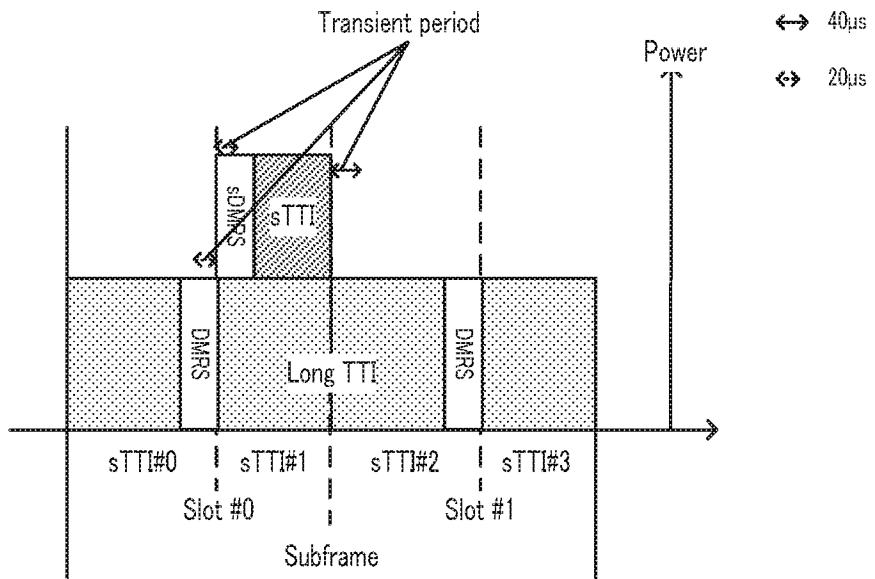 Transient period
40μs
Power
20μs
sDMRS
sTTI
DMRS
Long TTI
DMRS
sTTI#0
sTTI#1
sTTI#2
sTTI#3
Slot #0
Slot #1
Subframe